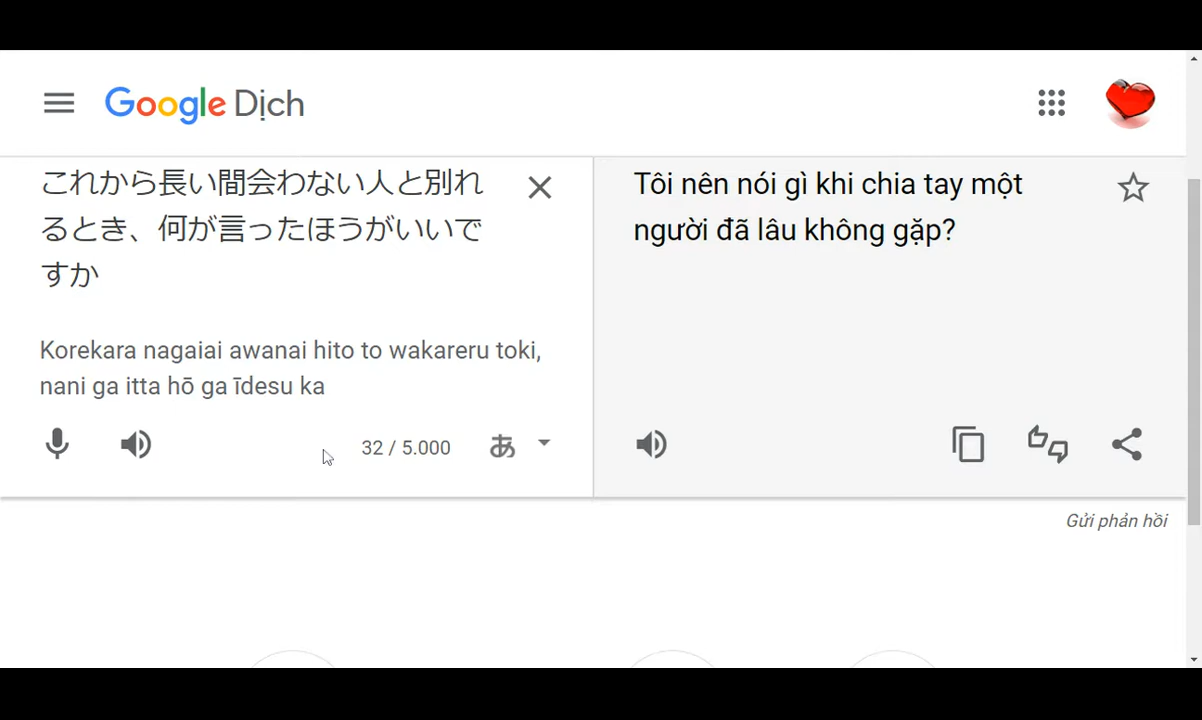 Google Dịch
これから長い間会わない人と別れ
るとき、何が言ったほうがいいで
すか
Korekara nagaiai awanai hito to wakareru toki,
nani ga itta hō ga īdesu ka
32 / 5.000
あ
Tôi nên nói gì khi chia tay một
người đã lâu không gặp?
Gửi phản hồi